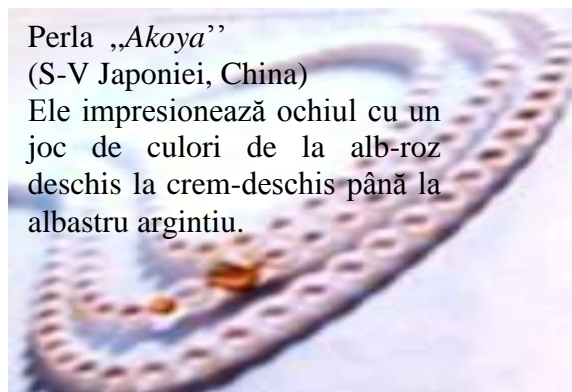 Perla ,,Akoya’’
(S-V Japoniei, China)
Ele impresionează ochiul cu un
joc de culori de la alb-roz
deschis la crem-deschis până la
albastru argintiu.